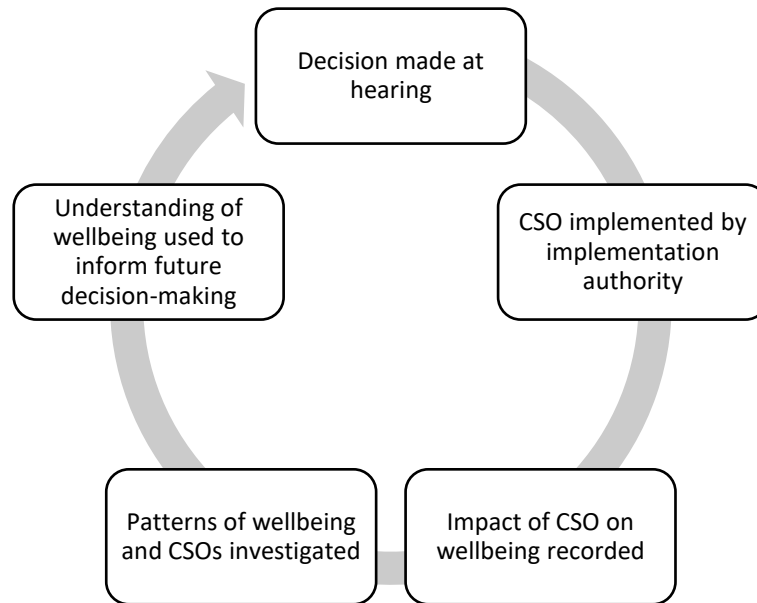 Decision made at
hearing
CSO implemented by
implementation
authority
Impact of CSO on
wellbeing recorded
Patterns of wellbeing
and CSOs investigated
Understanding of
wellbeing used to
inform future
decision-making